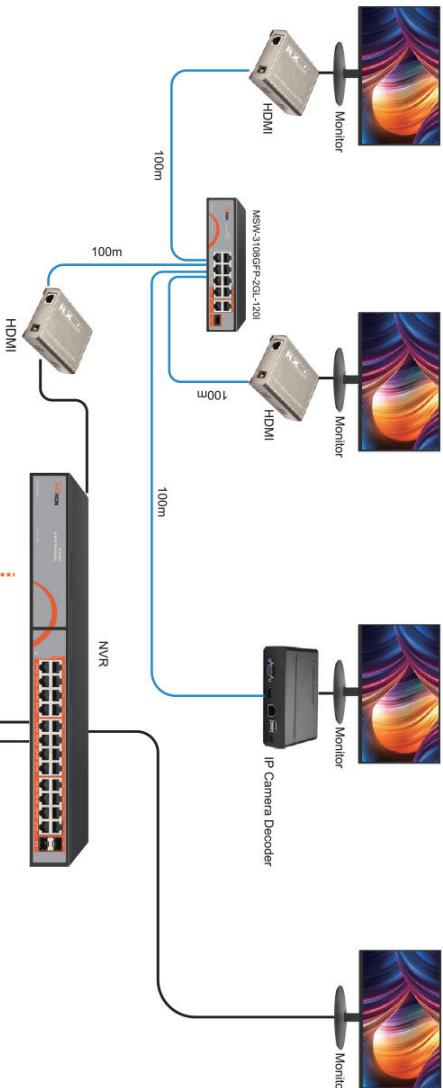 Monitor
HDMI
100m
MSW-3108GFP-2GL-120I
100m
HDMI
Monitor
HDMI
100m
100m
Monitor
IP Camera Decoder
NVR
Monitor